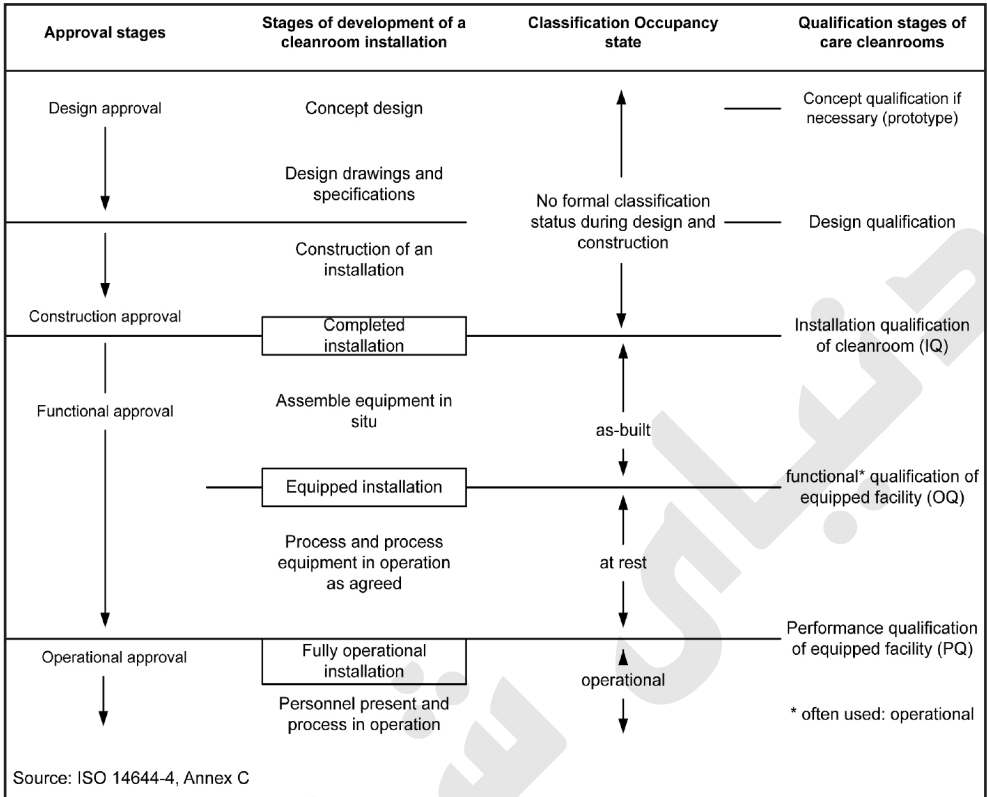 Approval stages
Stages of development of a
cleanroom installation
Classification Occupancy
state
Qualification stages of
care cleanrooms
Design approval
Concept design
Concept qualification if
necessary (prototype)
Design drawings and
specifications
No formal classification
status during design and
construction
Design qualification
Construction of an
installation
Construction approval
Completed
installation
Installation qualification
of cleanroom (IQ)
Functional approval
Assemble equipment in
situ
as-built
Equipped installation
functional* qualification of
equipped facility (OQ)
Process and process
equipment in operation
as agreed
at rest
Performance qualification
of equipped facility (PQ)
Operational approval
Fully operational
installation
operational
Personnel present and
process in operation
* often used: operational
Source: ISO 14644-4, Annex C